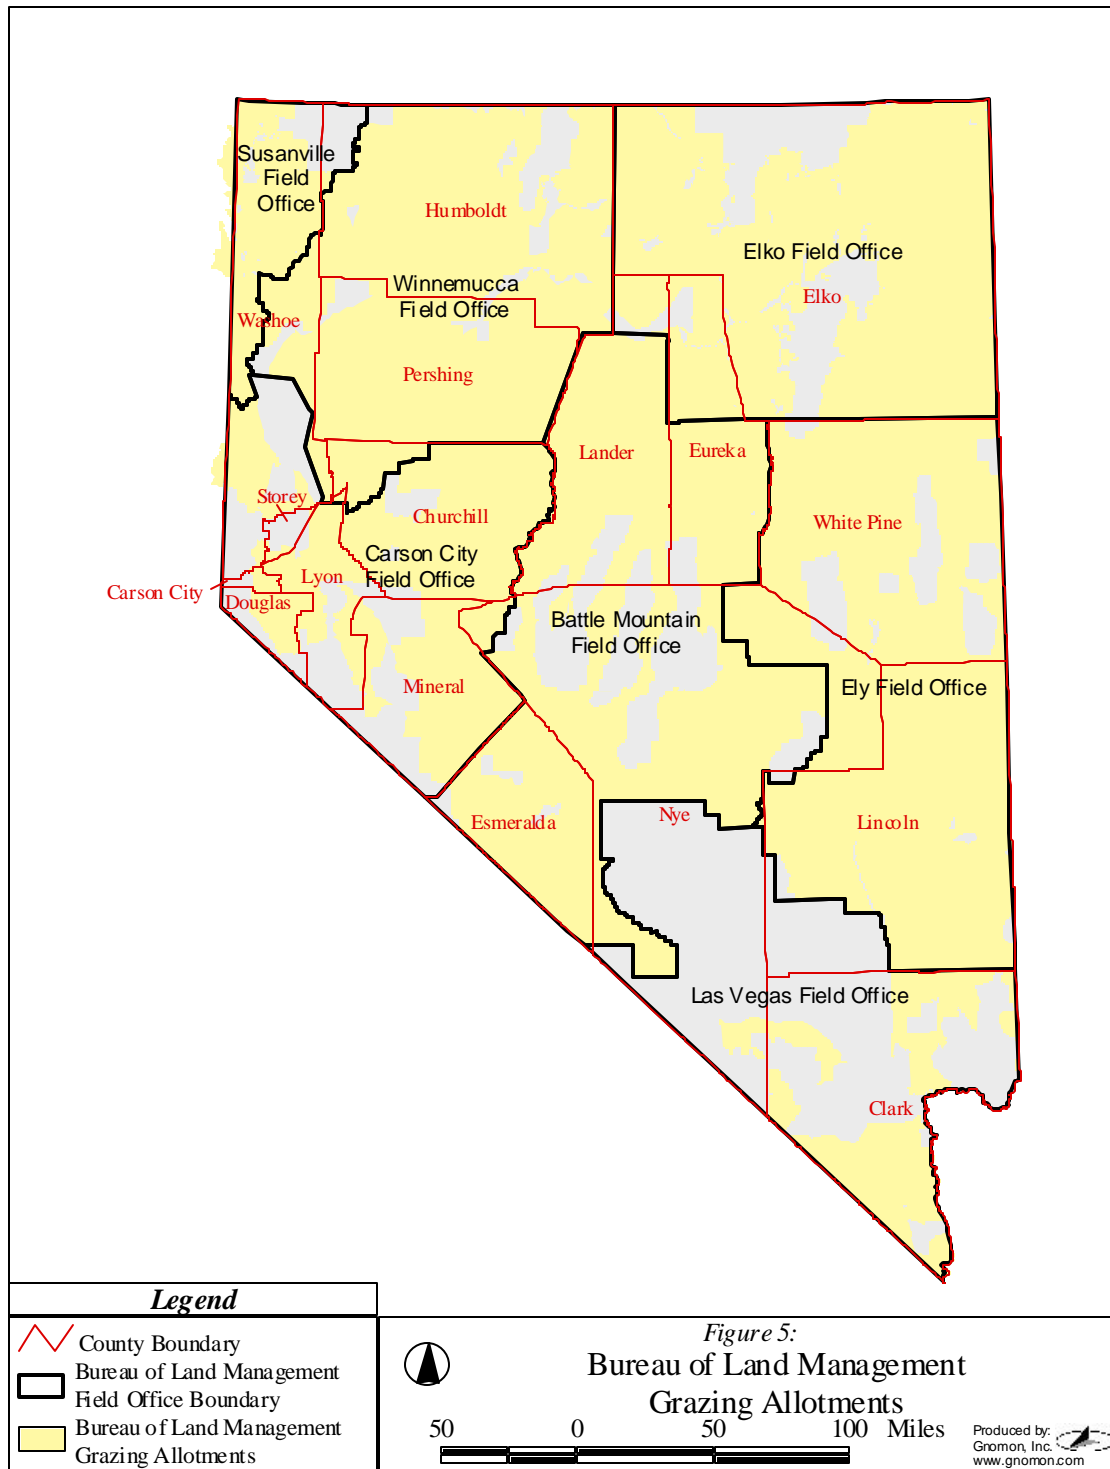 Susanville
Field
Office
Humboldt
Elko Field Office
Elko
Winnemucca
Field Office
Washoe
Pershing
Lander
Eureka
Storey
Churchill
White Pine
Carson City
Field Office
Lyon
Carson City
Douglas
Battle Mountain
Field Office
Mineral
Ely Field Office
Esmeralda
Nye
Lincoln
Las Vegas Field Office
Clark
Legend
County Boundary
Bureau of Land Management
Field Office Boundary
Bureau of Land Management
Grazing Allotments
Figure 5:
Bureau of Land Management
Grazing Allotments
50 0 50 100 Miles
Produced by:
Gnomon, Inc.
www.gnomon.com